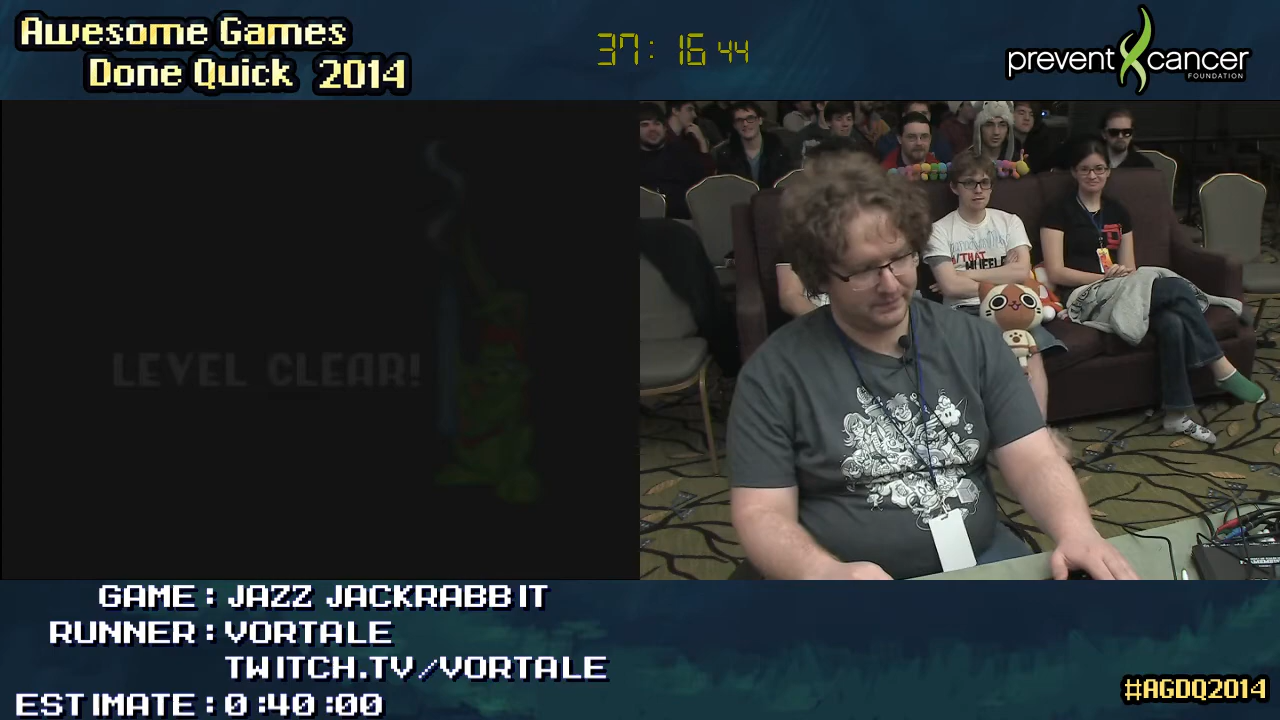 Awesome Games
Done Quick 2014
37:16 44
prevent cancer
FOUNDATION
LEVEL CLEAR!
GAME : JAZZ JACKRABBIT
RUNNER : VORTALE
TWITCH.TV/VORTALE
ESTIMATE : 0:40:00
#AGDQ2014